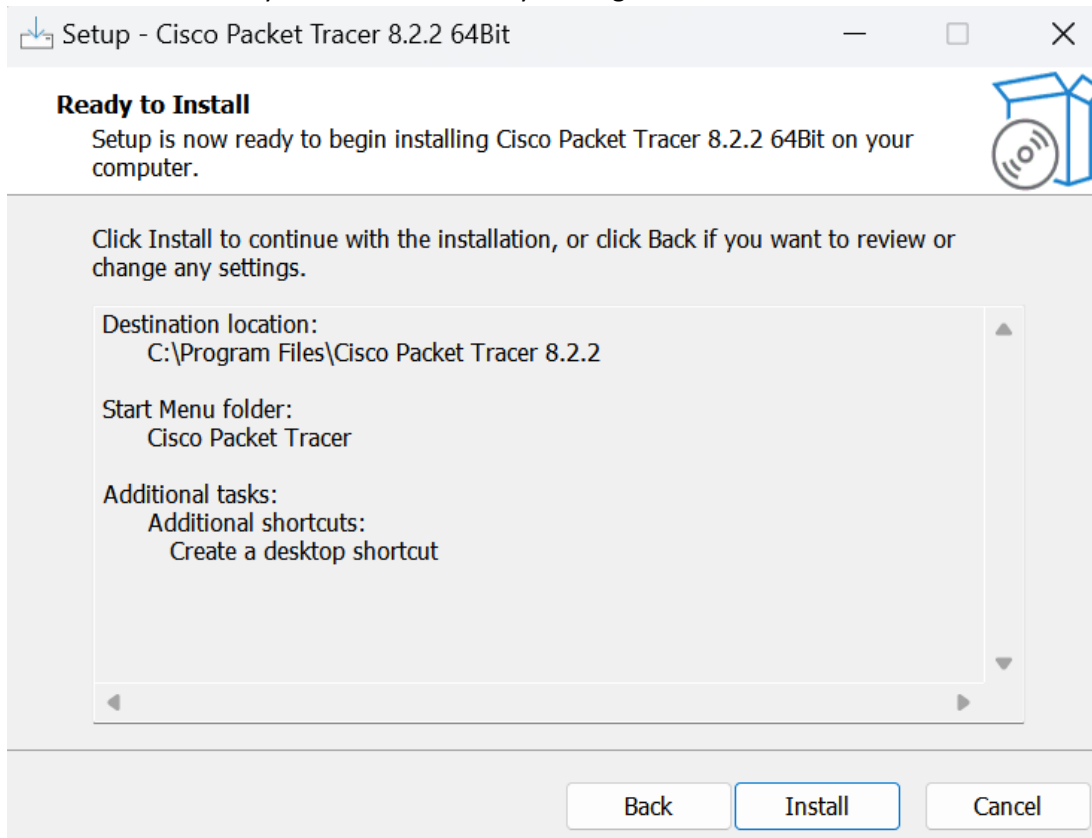 Setup - Cisco Packet Tracer 8.2.2 64Bit
Ready to Install
Setup is now ready to begin installing Cisco Packet Tracer 8.2.2 64Bit on your
computer.
Click Install to continue with the installation, or click Back if you want to review or
change any settings.
Destination location:
C:\Program Files\Cisco Packet Tracer 8.2.2
Start Menu folder:
Cisco Packet Tracer
Additional tasks:
Additional shortcuts:
Create a desktop shortcut
Back
Install
Cancel